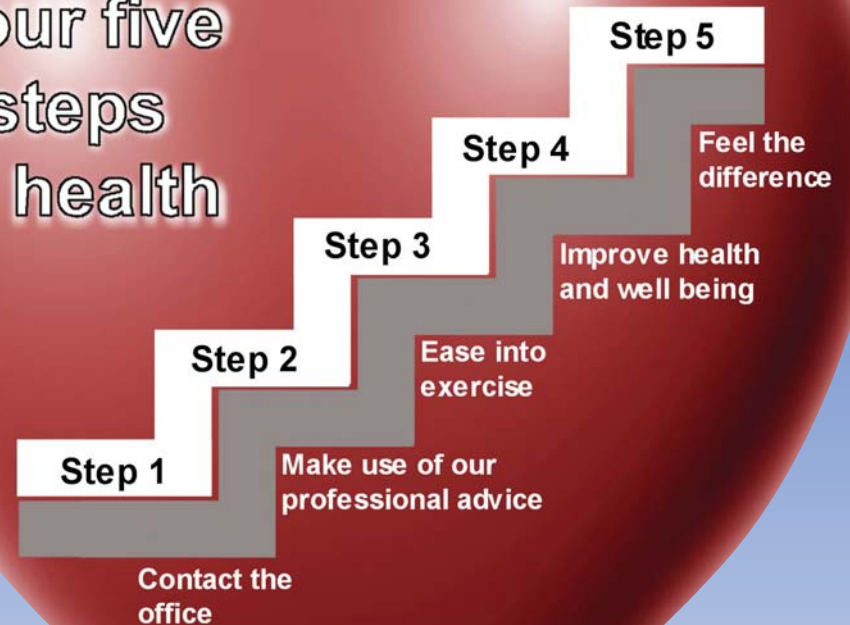 our five
steps
health
Step 5
Feel the
difference
Step 4
Improve health
and well being
Step 3
Ease into
exercise
Step 2
Make use of our
professional advice
Step 1
Contact the
office